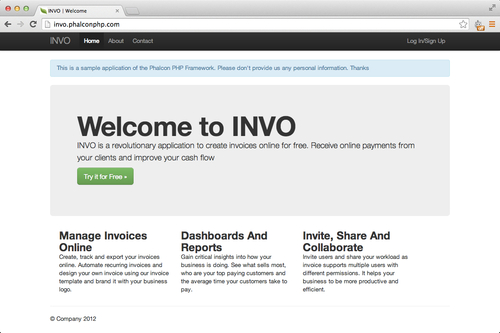 INVO | Welcome
invo.phalconphp.com
INVO Home About Contact Log In/Sign Up
This is a sample application of the Phalcon PHP Framework. Please don't provide us any personal information. Thanks
Welcome to INVO
INVO is a revolutionary application to create invoices online for free. Receive online payments from
your clients and improve your cash flow
Try it for Free »
Manage Invoices
Online
Create, track and export your invoices
online. Automate recurring invoices and
design your own invoice using our invoice
template and brand it with your business
logo.
Dashboards And
Reports
Gain critical insights into how your
business is doing. See what sells most,
who are your top paying customers and
the average time your customers take to
pay.
Invite, Share And
Collaborate
Invite users and share your workload as
invoice supports multiple users with
different permissions. It helps your
business to be more productive and
efficient.
© Company 2012